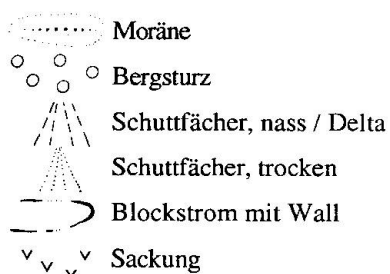 Moräne
Bergsturz
Schuttfächer, nass / Delta
Schuttfächer, trocken
Blockstrom mit Wall
Sackung